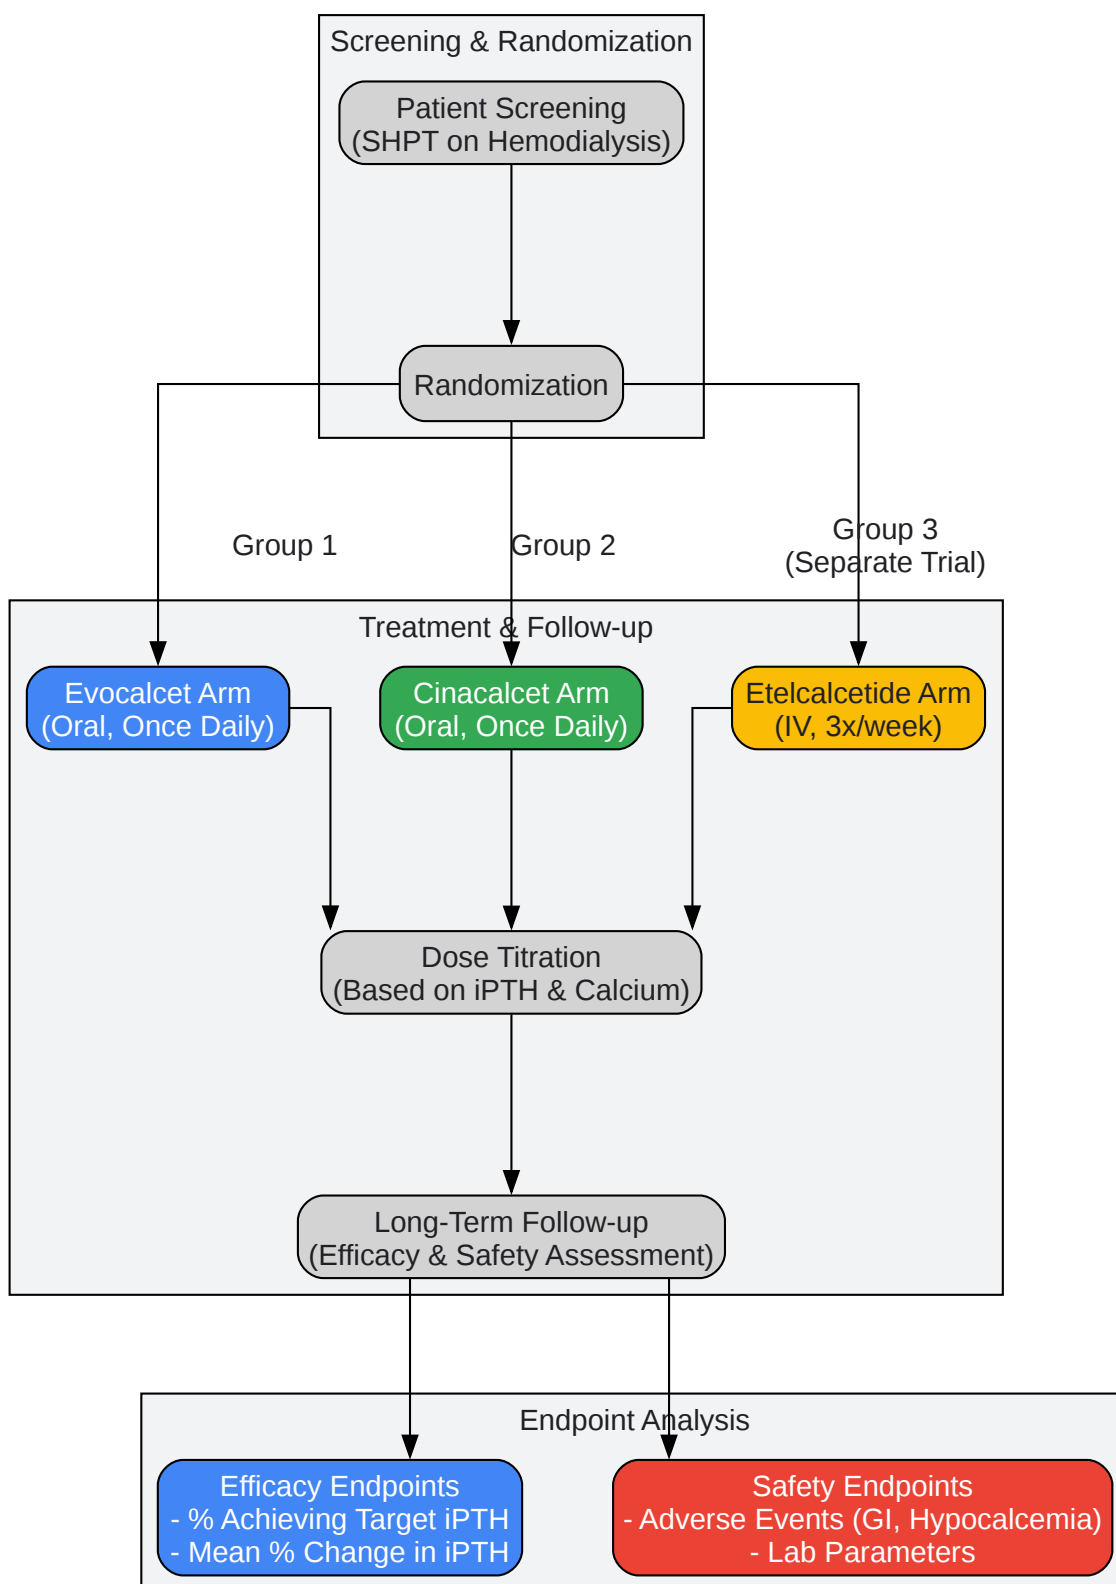 Screening & Randomization
Patient Screening
(SHPT on Hemodialysis)
Randomization
Group 1
Group 2
Group 3
(Separate Trial)
Treatment & Follow-up
Evocalcet Arm
(Oral, Once Daily)
Cinacalcet Arm
(Oral, Once Daily)
Etelcalcetide Arm
(IV, 3x/week)
Dose Titration
(Based on iPTH & Calcium)
Long-Term Follow-up
(Efficacy & Safety Assessment)
Endpoint Analysis
Efficacy Endpoints
- % Achieving Target iPTH
- Mean % Change in iPTH
Safety Endpoints
- Adverse Events (GI, Hypocalcemia)
- Lab Parameters